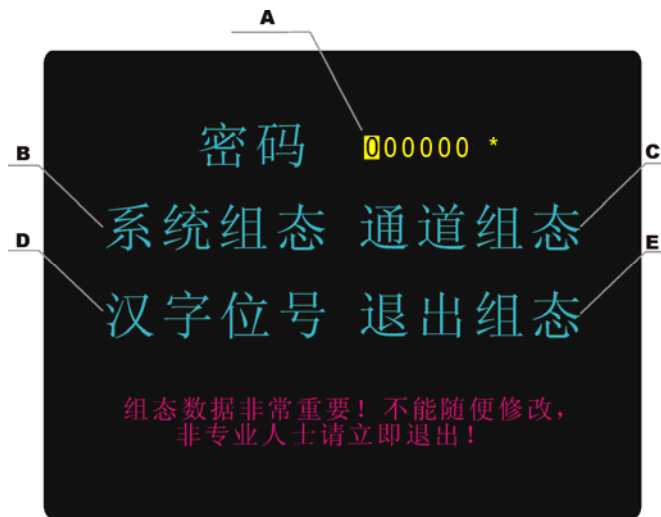 A
密码 000000 *
B
C
系统组态 通道组态
D
E
汉字位号 退出组态
组态数据非常重要！不能随便修改，
非专业人士请立即退出！